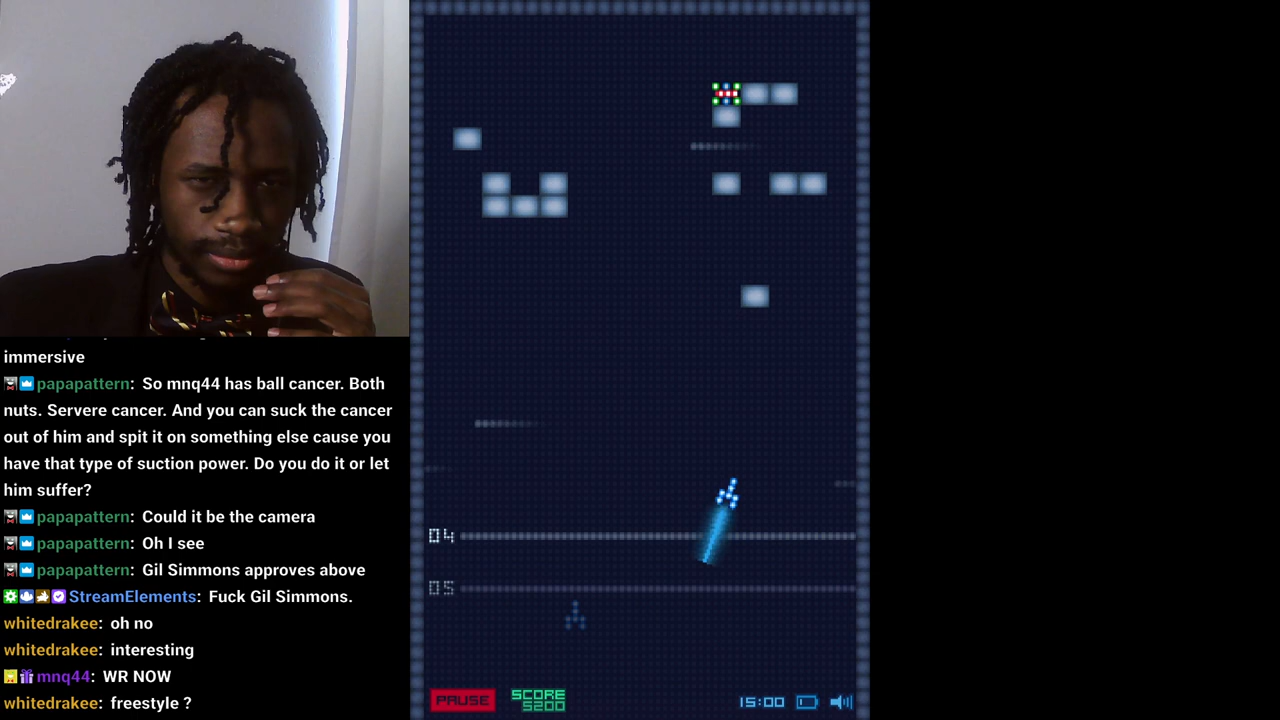 immersive
papapattern: So mnq44 has ball cancer. Both
nuts. Servere cancer. And you can suck the cancer
out of him and spit it on something else cause you
have that type of suction power. Do you do it or let
him suffer?
papapattern: Could it be the camera
papapattern: Oh I see
papapattern: Gil Simmons approves above
StreamElements: Fuck Gil Simmons.
whitedrakee: oh no
whitedrakee: interesting
mnq44: WR NOW
whitedrakee: freestyle ?
04
05
PAUSE
SCORE
5200
15:00